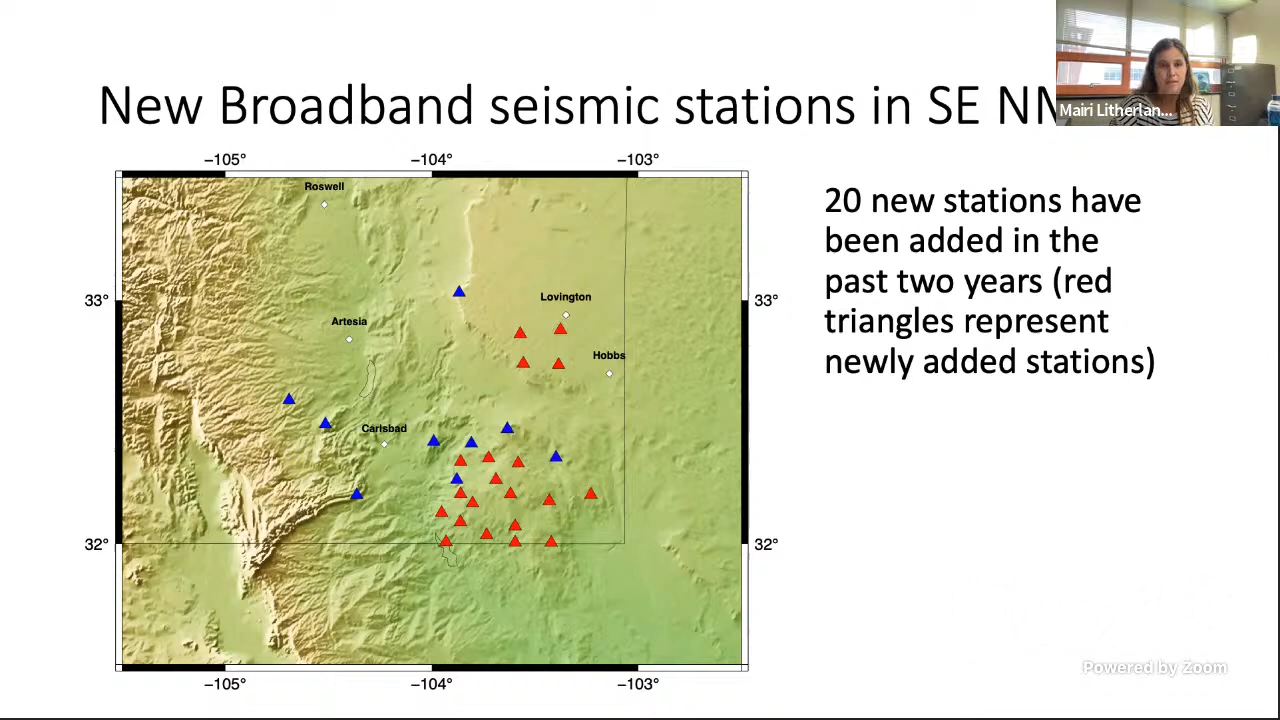 New Broadband seismic stations in SE NM
Mairi Litherlan...
−105° −104° −103°
Roswell
33° 33°
Lovington
Artesia
Hobbs
Carlsbad
32° 32°
−105° −104° −103°
20 new stations have
been added in the
past two years (red
triangles represent
newly added stations)
Powered by Zoom